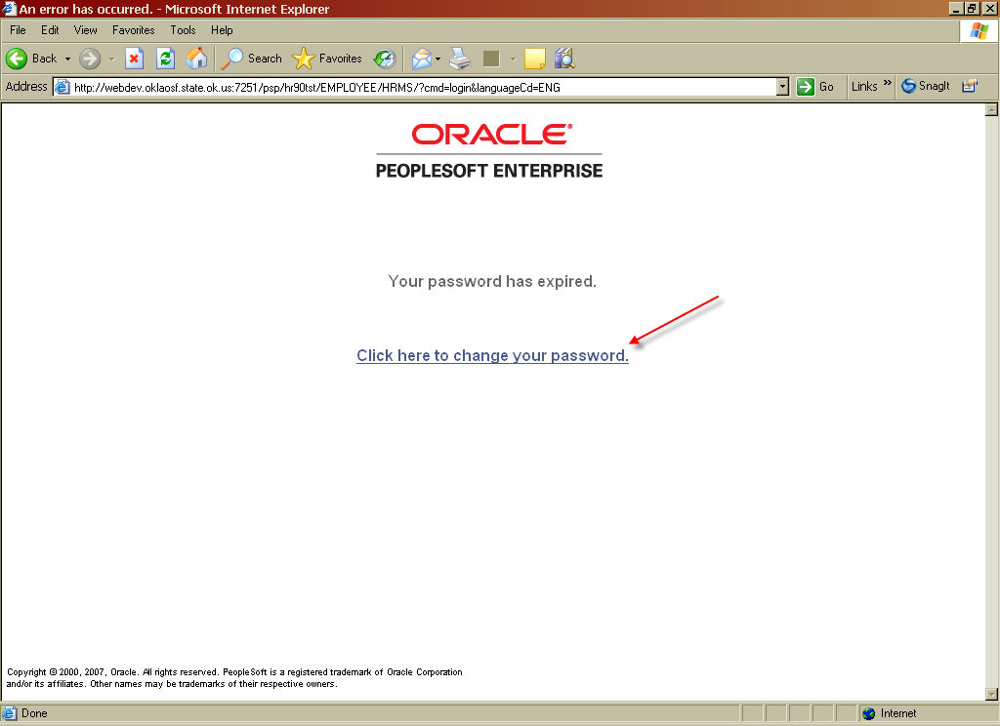 An error has occurred. - Microsoft Internet Explorer
File Edit View Favorites Tools Help
Back Search Favorites
Address http://webdev.oklaosf.state.ok.us:7251/psp/hr90tst/EMPLOYEE/HRMS/?cmd=login&languageCd=ENG Go Links » SnagIt
ORACLE®
PEOPLESOFT ENTERPRISE
Your password has expired.
Click here to change your password.
Copyright © 2000, 2007, Oracle. All rights reserved. PeopleSoft is a registered trademark of Oracle Corporation
and/or its affiliates. Other names may be trademarks of their respective owners.
Done Internet